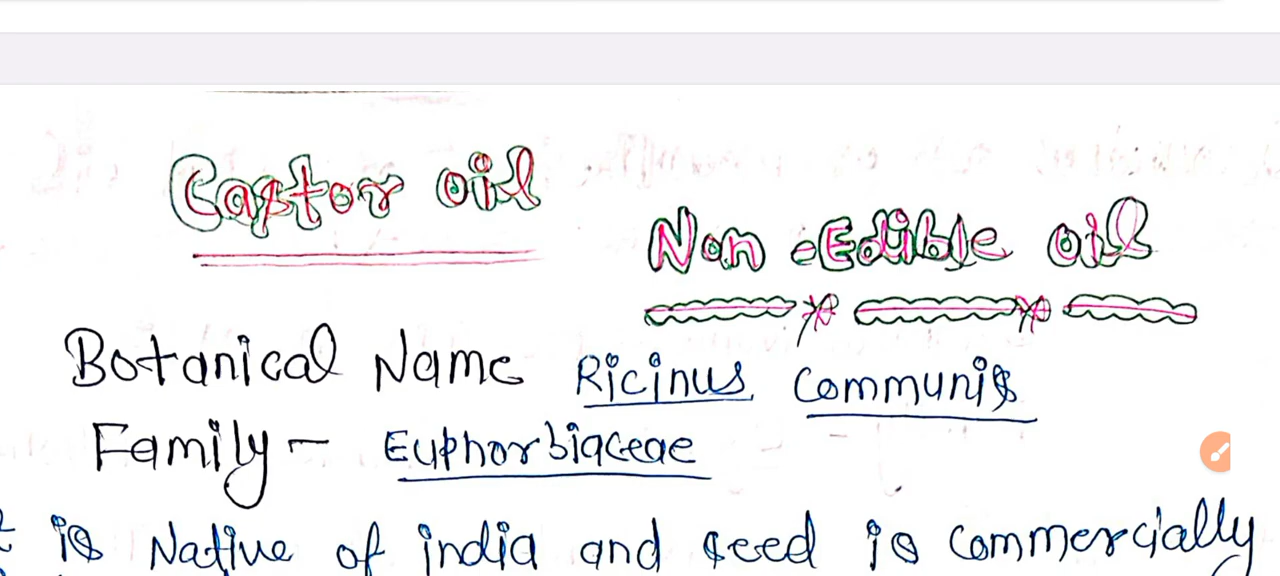 Castor oil
Non-Edible oil
Botanical Name Ricinus Communis
Family - Euphorbiaceae
is Native of india and seed is commercially